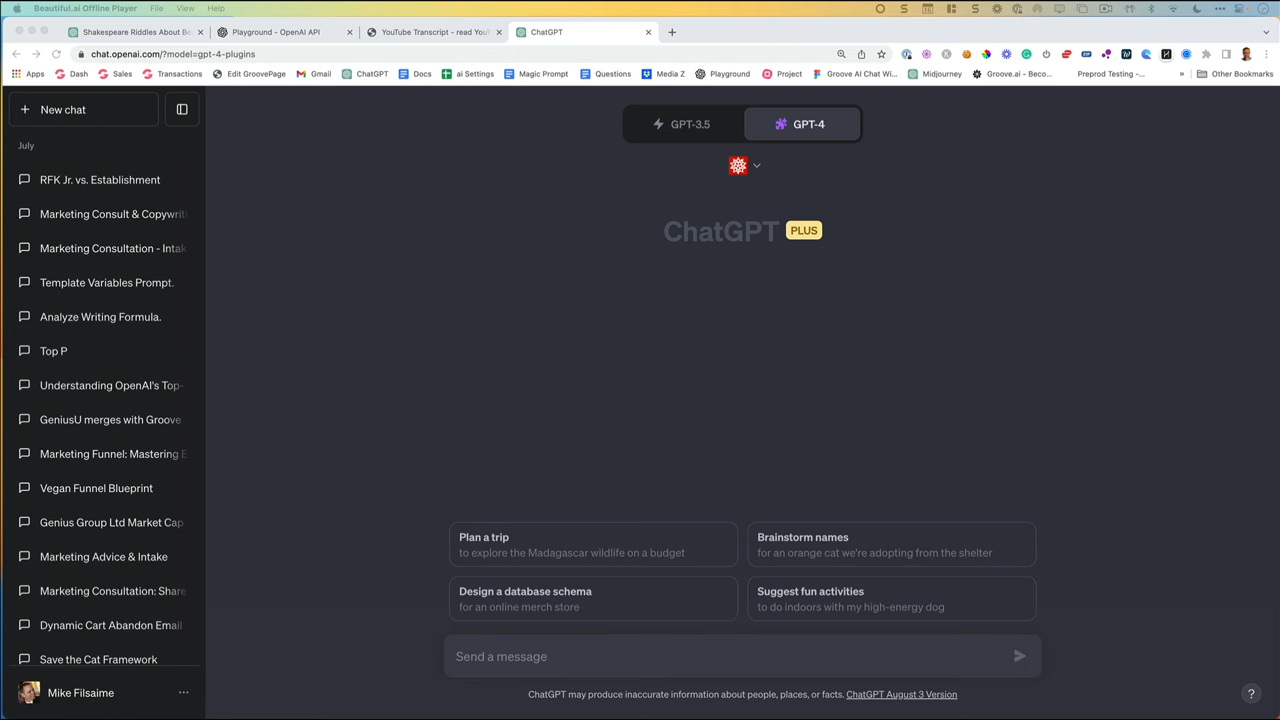 Beautiful.ai Offline Player File View Help
Shakespeare Riddles About Be
Playground - OpenAI API
YouTube Transcript - read You
ChatGPT
chat.openai.com/?model=gpt-4-plugins
Apps Dash Sales Transactions Edit GroovePage Gmail ChatGPT Docs ai Settings Magic Prompt Questions Media Z Playground Project Groove AI Chat Wi... Midjourney Groove.ai - Beco... Preprod Testing -... » Other Bookmarks
+ New chat
GPT-3.5
GPT-4
July
RFK Jr. vs. Establishment
Marketing Consult & Copywriti
Marketing Consultation - Intak
Template Variables Prompt.
Analyze Writing Formula.
Top P
Understanding OpenAI's Top-
GeniusU merges with Groove
Marketing Funnel: Mastering E
Vegan Funnel Blueprint
Genius Group Ltd Market Cap
Marketing Advice & Intake
Marketing Consultation: Share
Dynamic Cart Abandon Email
Save the Cat Framework
Mike Filsaime ...
ChatGPT PLUS
Plan a trip
to explore the Madagascar wildlife on a budget
Brainstorm names
for an orange cat we're adopting from the shelter
Design a database schema
for an online merch store
Suggest fun activities
to do indoors with my high-energy dog
Send a message
ChatGPT may produce inaccurate information about people, places, or facts. ChatGPT August 3 Version
?